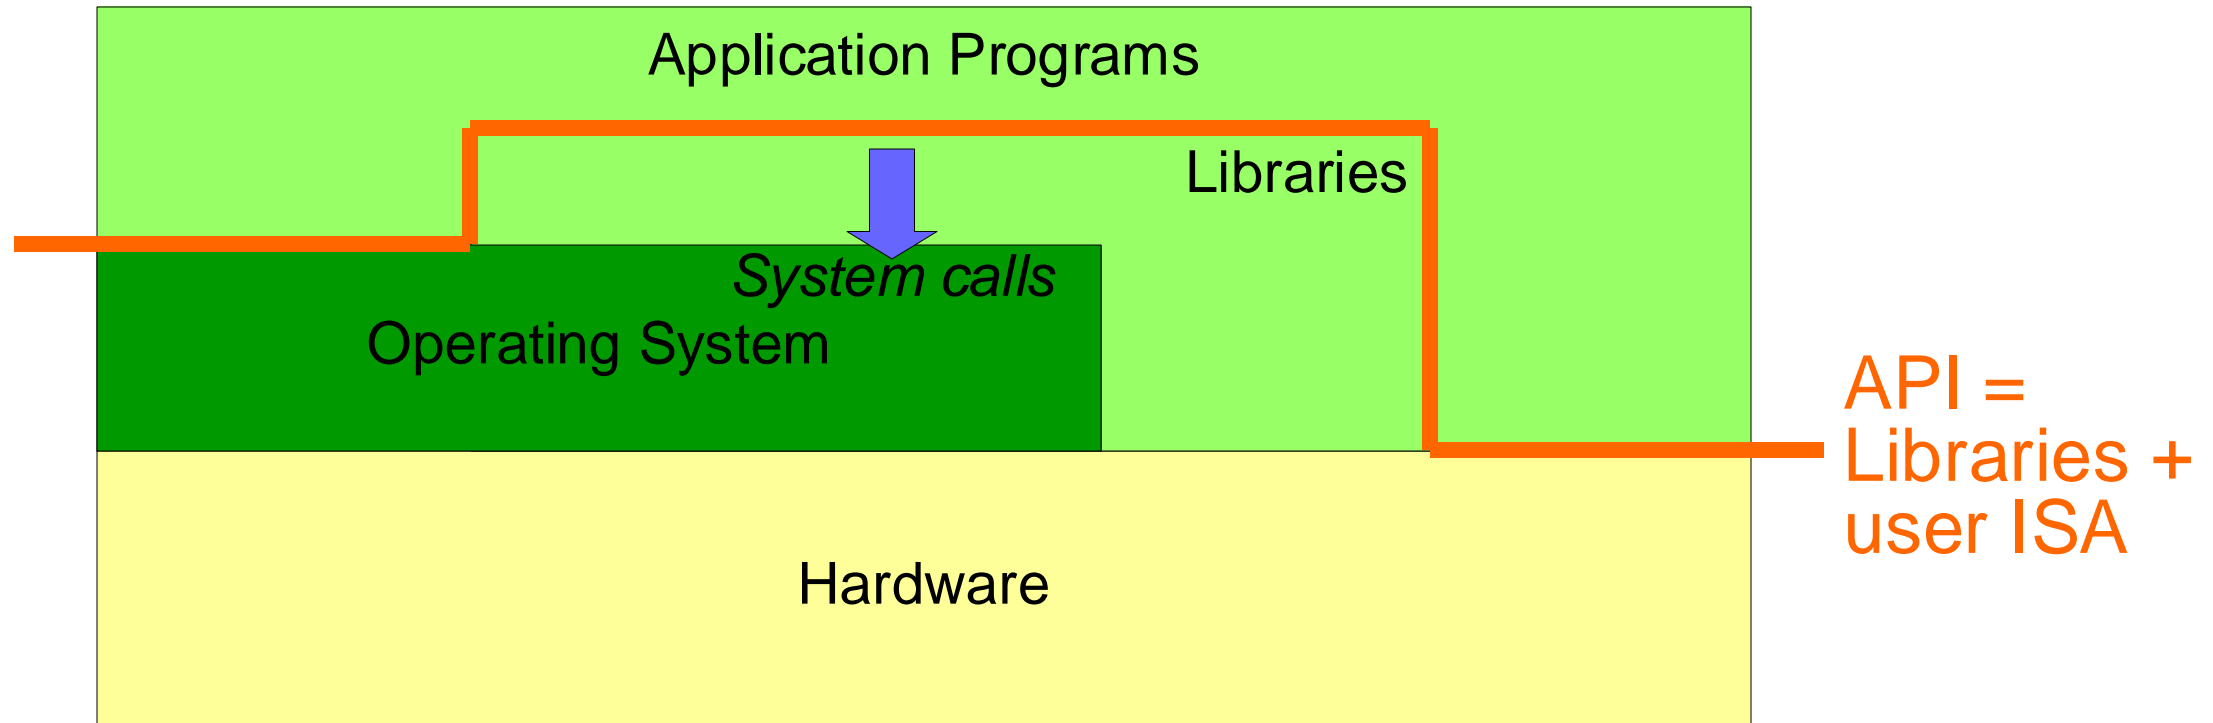 Application Programs
Libraries
System calls
Operating System
API =
Libraries +
user ISA
Hardware